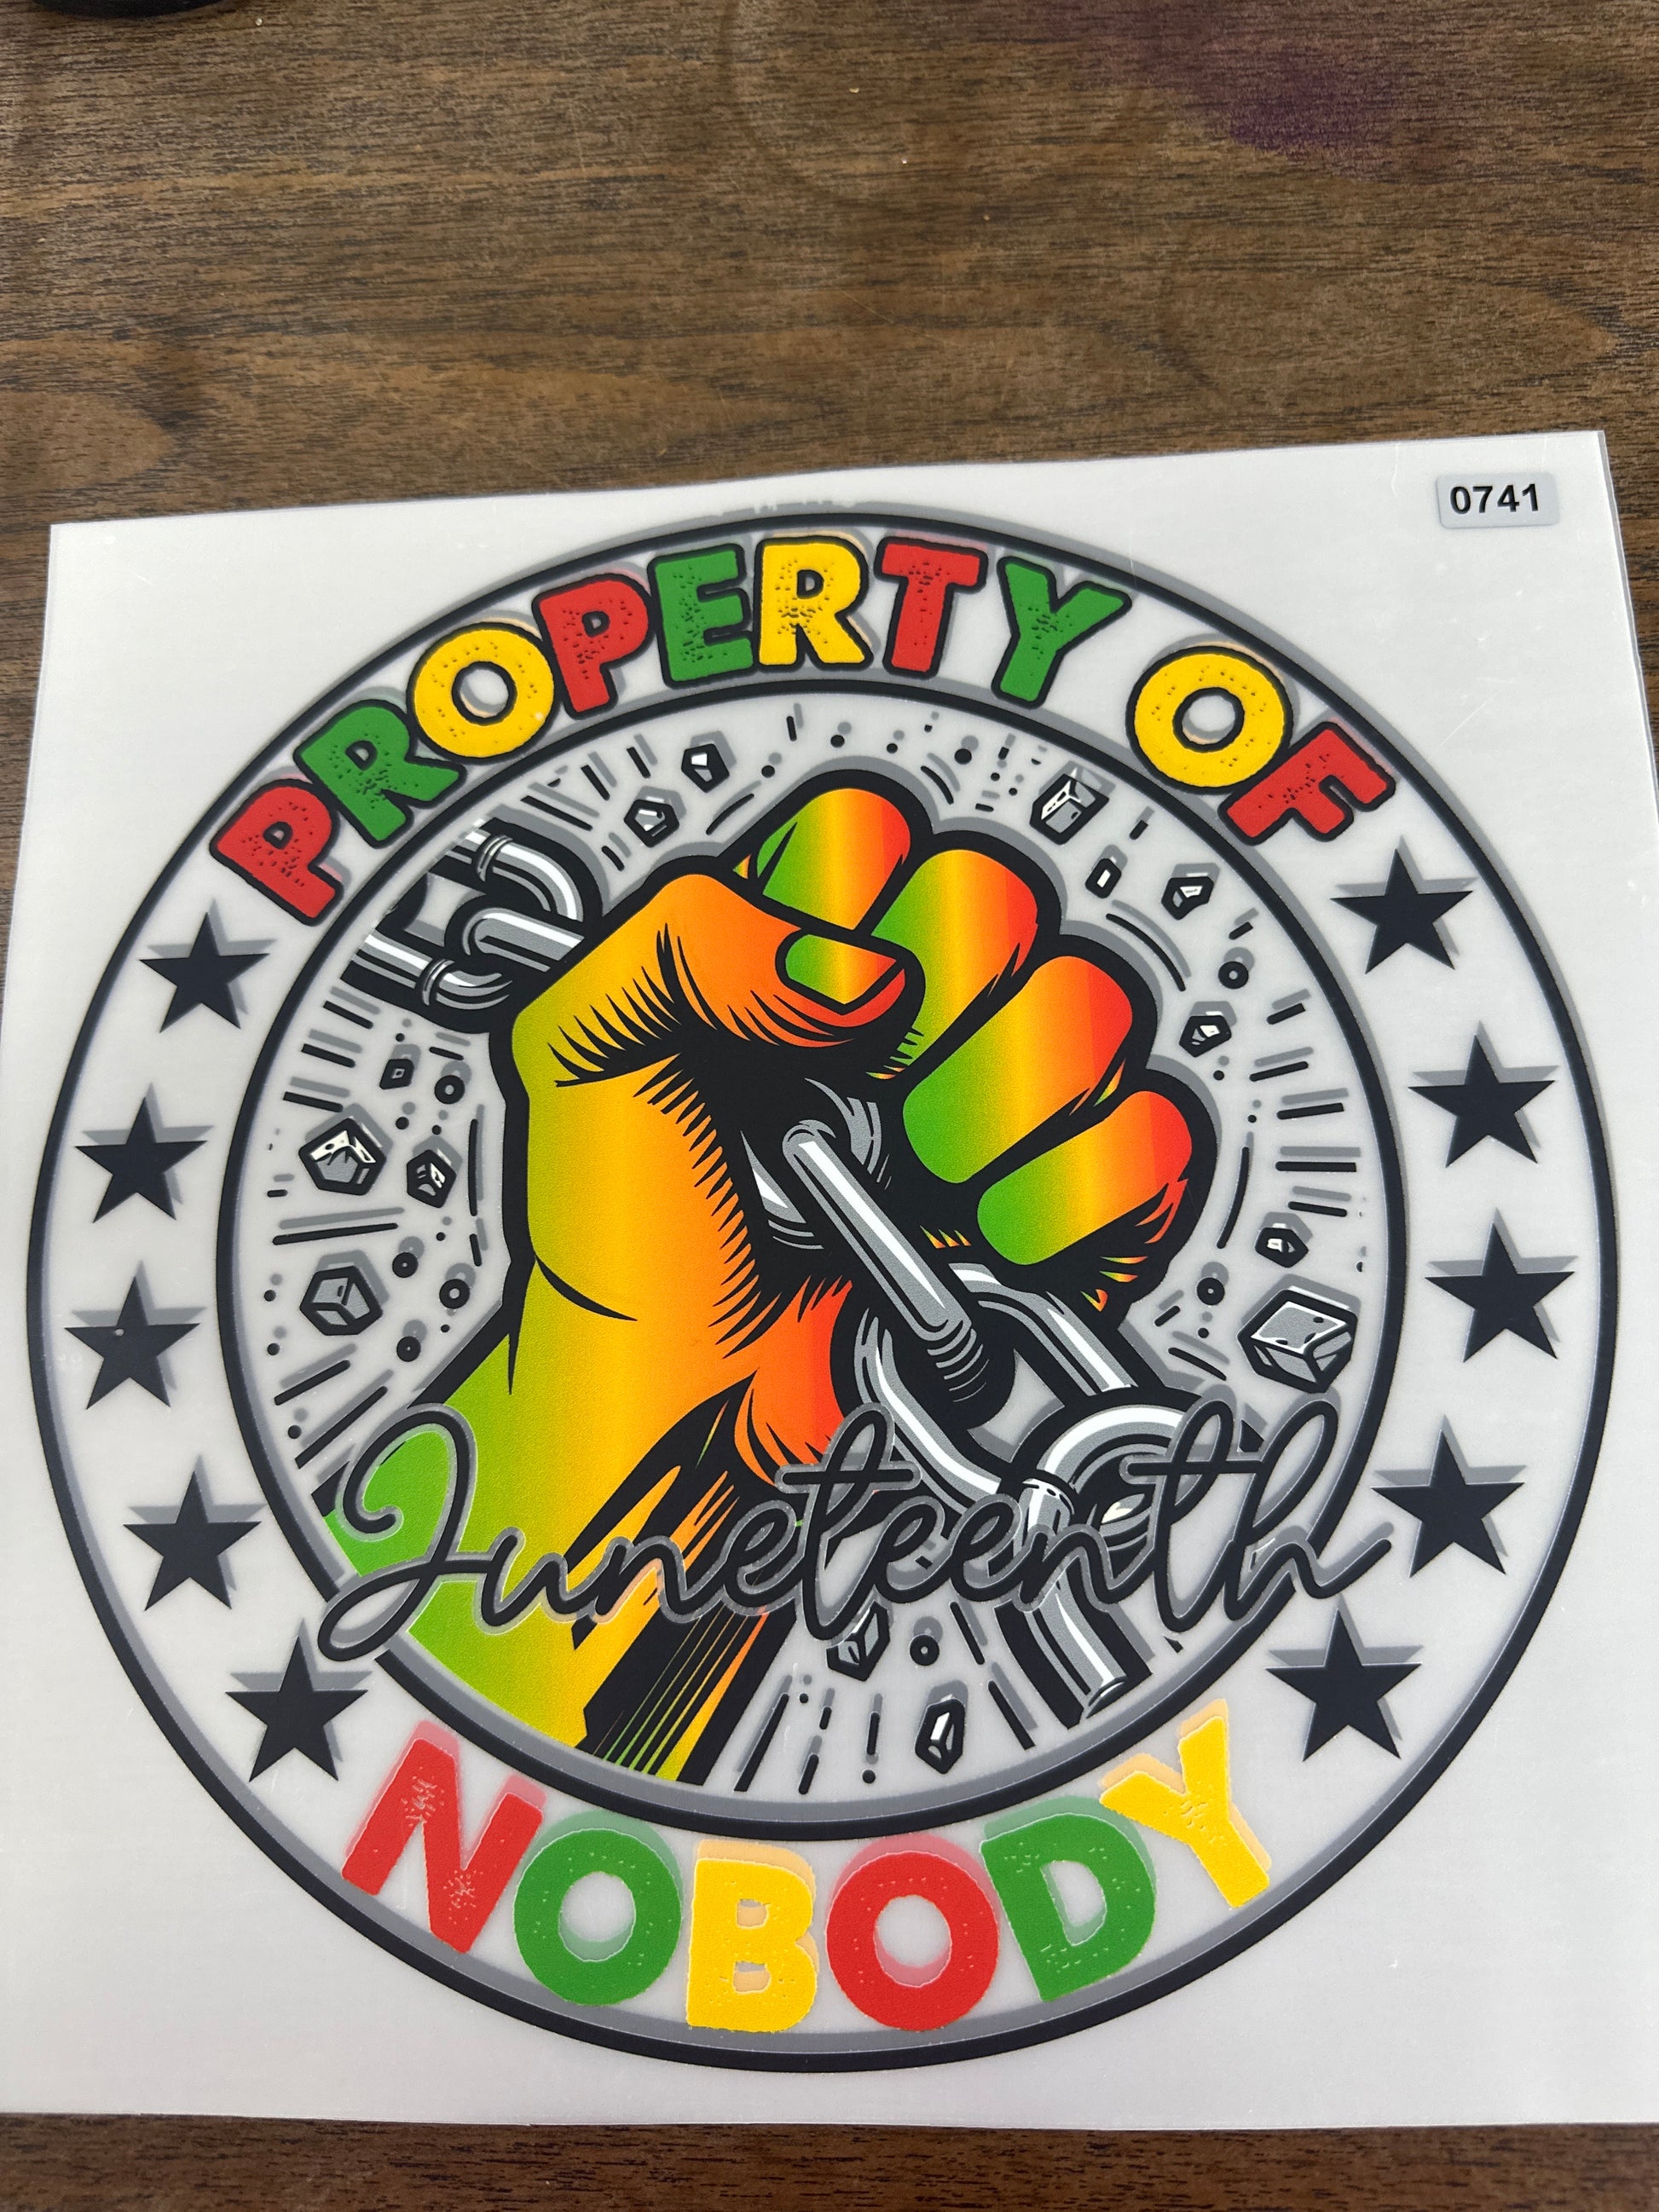 0741
PROPERTY OF
Juneteenth
NOBODY